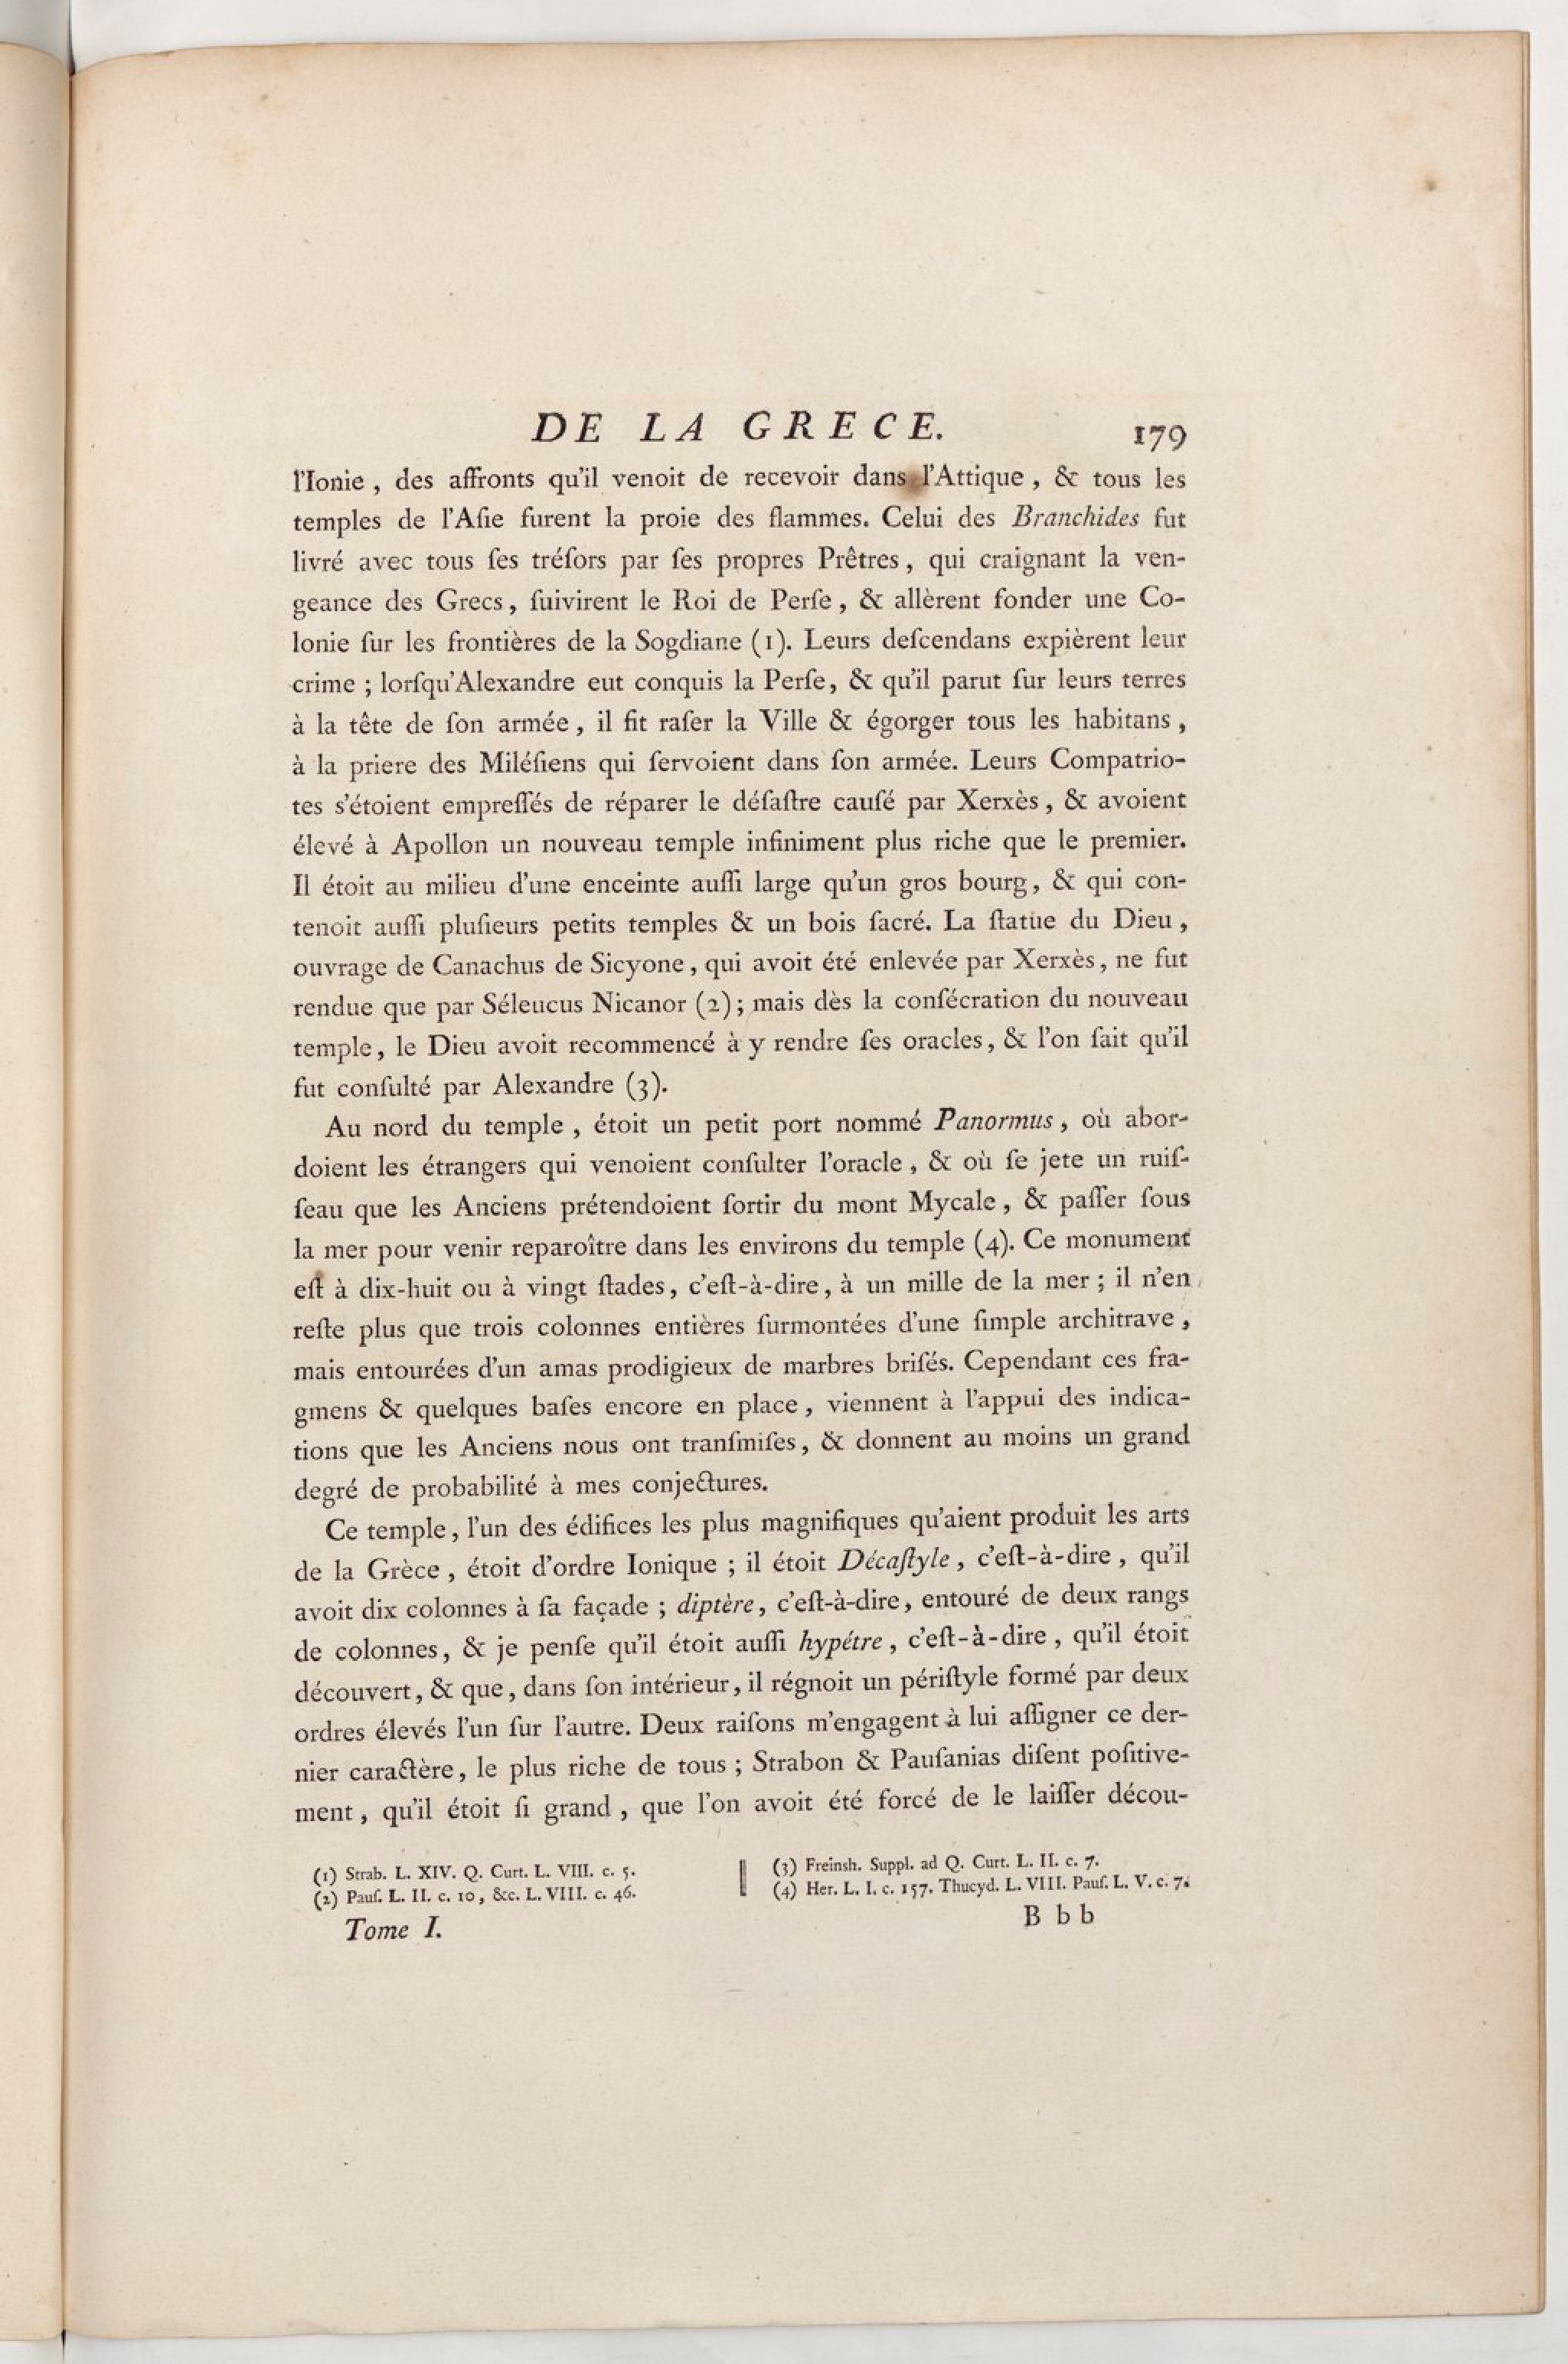 DE LA GRECE. 179
l'Ionie, des affronts qu'il venoit de recevoir dans l'Attique, & tous les
temples de l'Aſie furent la proie des flammes. Celui des Branchides fut
livré avec tous ſes tréſors par ſes propres Prêtres, qui craignant la ven-
geance des Grecs, ſuivirent le Roi de Perſe, & allèrent fonder une Co-
lonie ſur les frontières de la Sogdiane (1). Leurs deſcendans expièrent leur
crime; lorſqu'Alexandre eut conquis la Perſe, & qu'il parut ſur leurs terres
à la tête de ſon armée, il fit raſer la Ville & égorger tous les habitans,
à la priere des Miléſiens qui ſervoient dans ſon armée. Leurs Compatrio-
tes s'étoient empreſſés de réparer le déſaſtre cauſé par Xerxès, & avoient
élevé à Apollon un nouveau temple infiniment plus riche que le premier.
Il étoit au milieu d'une enceinte auſſi large qu'un gros bourg, & qui con-
tenoit auſſi pluſieurs petits temples & un bois ſacré. La ſtatue du Dieu,
ouvrage de Canachus de Sicyone, qui avoit été enlevée par Xerxès, ne fut
rendue que par Séleucus Nicanor (2); mais dès la conſécration du nouveau
temple, le Dieu avoit recommencé à y rendre ſes oracles, & l'on ſait qu'il
fut conſulté par Alexandre (3).
Au nord du temple, étoit un petit port nommé Panormus, où abor-
doient les étrangers qui venoient conſulter l'oracle, & où ſe jete un ruiſ-
ſeau que les Anciens prétendoient ſortir du mont Mycale, & paſſer ſous
la mer pour venir reparoître dans les environs du temple (4). Ce monument
eſt à dix-huit ou à vingt ſtades, c'eſt-à-dire, à un mille de la mer; il n'en
reſte plus que trois colonnes entières ſurmontées d'une ſimple architrave,
mais entourées d'un amas prodigieux de marbres briſés. Cependant ces fra-
gmens & quelques baſes encore en place, viennent à l'appui des indica-
tions que les Anciens nous ont tranſmiſes, & donnent au moins un grand
degré de probabilité à mes conjectures.
Ce temple, l'un des édifices les plus magnifiques qu'aient produit les arts
de la Grèce, étoit d'ordre Ionique; il étoit Décaſtyle, c'eſt-à-dire, qu'il
avoit dix colonnes à ſa façade; diptère, c'eſt-à-dire, entouré de deux rangs
de colonnes, & je penſe qu'il étoit auſſi hypétre, c'eſt-à-dire, qu'il étoit
découvert, & que, dans ſon intérieur, il régnoit un périſtyle formé par deux
ordres élevés l'un ſur l'autre. Deux raiſons m'engagent à lui aſſigner ce der-
nier caractère, le plus riche de tous; Strabon & Pauſanias diſent poſitive-
ment, qu'il étoit ſi grand, que l'on avoit été forcé de le laiſſer décou-
(1) Strab. L. XIV. Q. Curt. L. VIII. c. 5.
(2) Pauſ. L. II. c. 10, &c. L. VIII. c. 46.
(3) Freinsh. Suppl. ad Q. Curt. L. II. c. 7.
(4) Her. L. I. c. 157. Thucyd. L. VIII. Pauſ. L. V. c. 7.
Tome I. B b b